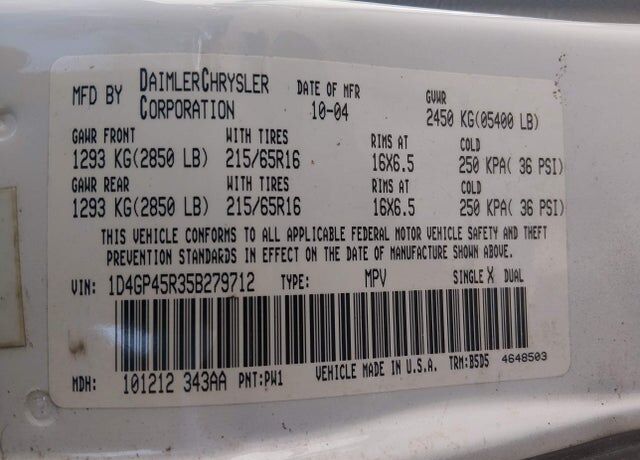 MFD BY DAIMLERCHRYSLER CORPORATION DATE OF MFR 10-04 GVWR 2450 KG(05400 LB)
GAWR FRONT WITH TIRES RIMS AT COLD
1293 KG(2850 LB) 215/65R16 16X6.5 250 KPA( 36 PSI)
GAWR REAR WITH TIRES RIMS AT COLD
1293 KG(2850 LB) 215/65R16 16X6.5 250 KPA( 36 PSI)
THIS VEHICLE CONFORMS TO ALL APPLICABLE FEDERAL MOTOR VEHICLE SAFETY AND THEFT
PREVENTION STANDARDS IN EFFECT ON THE DATE OF MANUFACTURE SHOWN ABOVE.
VIN: 1D4GP45R35B279712 TYPE: MPV SINGLE X DUAL
MDH: 101212 343AA PNT:PW1 VEHICLE MADE IN U.S.A. TRM:B5D5 4648503